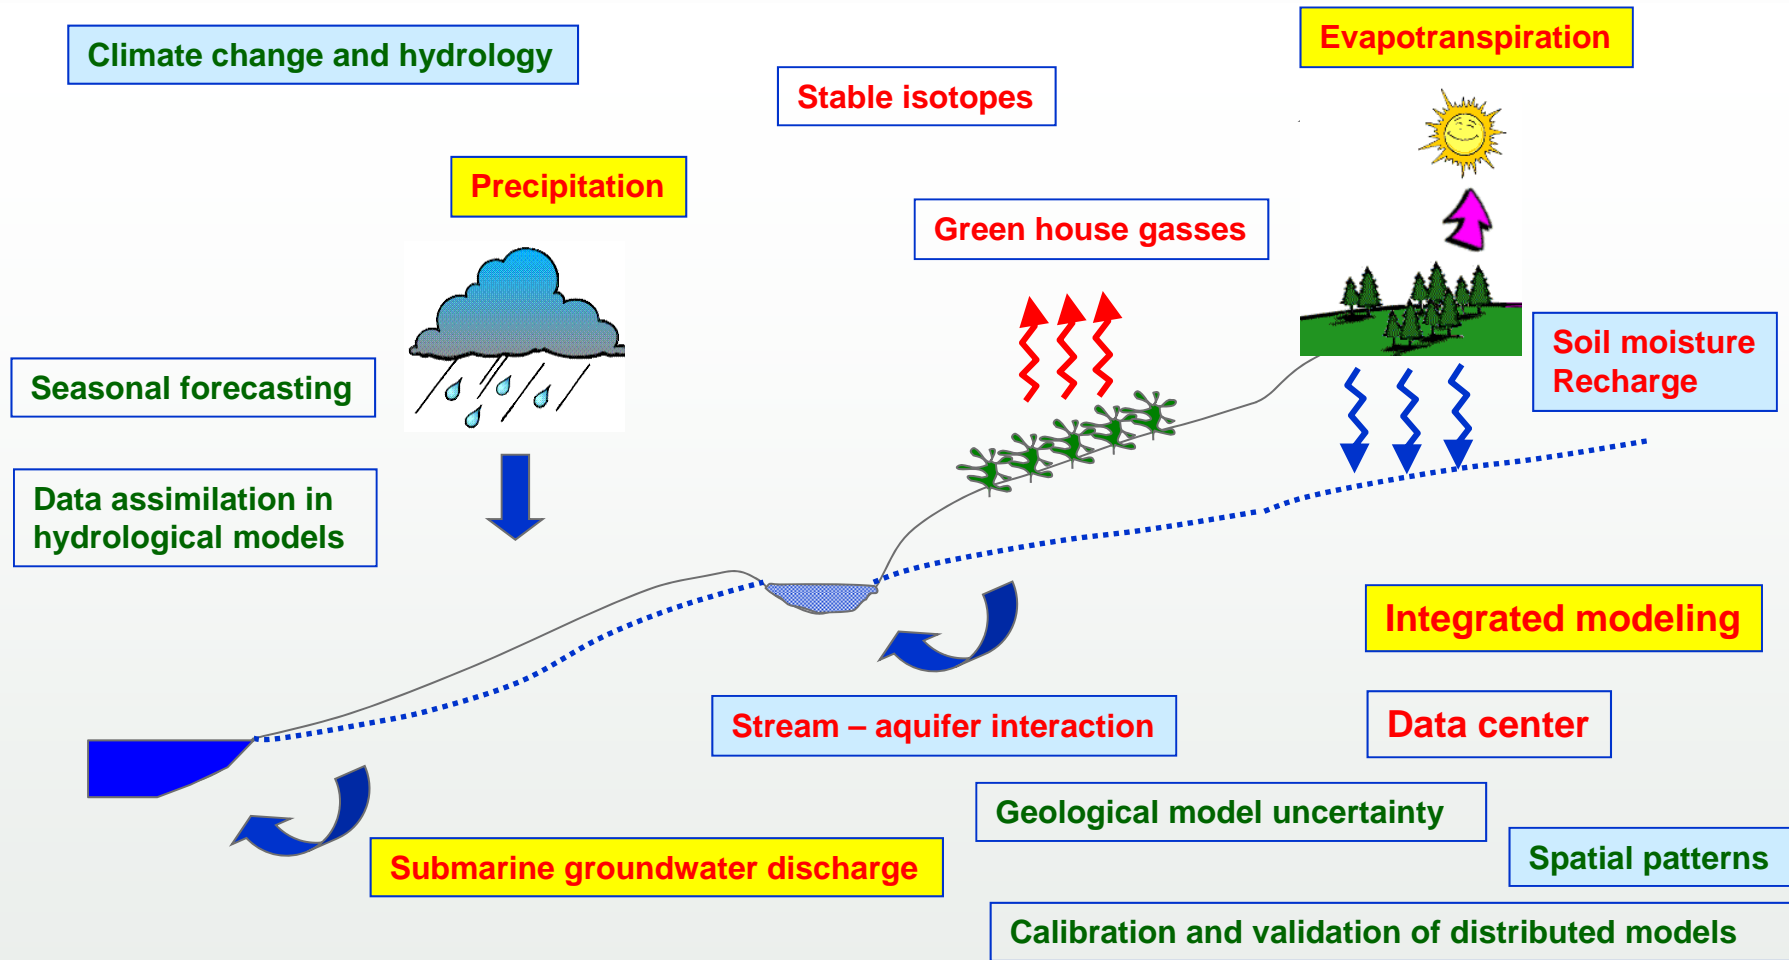 Climate change and hydrology
Evapotranspiration
Stable isotopes
Precipitation
Green house gasses
Soil moisture
Recharge
Seasonal forecasting
Data assimilation in
hydrological models
Integrated modeling
Stream – aquifer interaction
Data center
Geological model uncertainty
Submarine groundwater discharge
Spatial patterns
Calibration and validation of distributed models